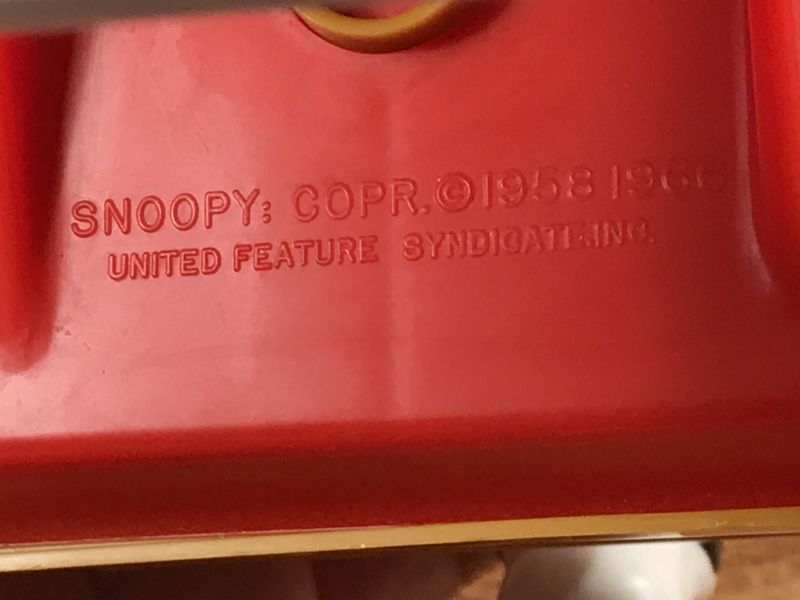 SNOOPY: COPR. ©1958 1966
UNITED FEATURE SYNDICATE.INC.